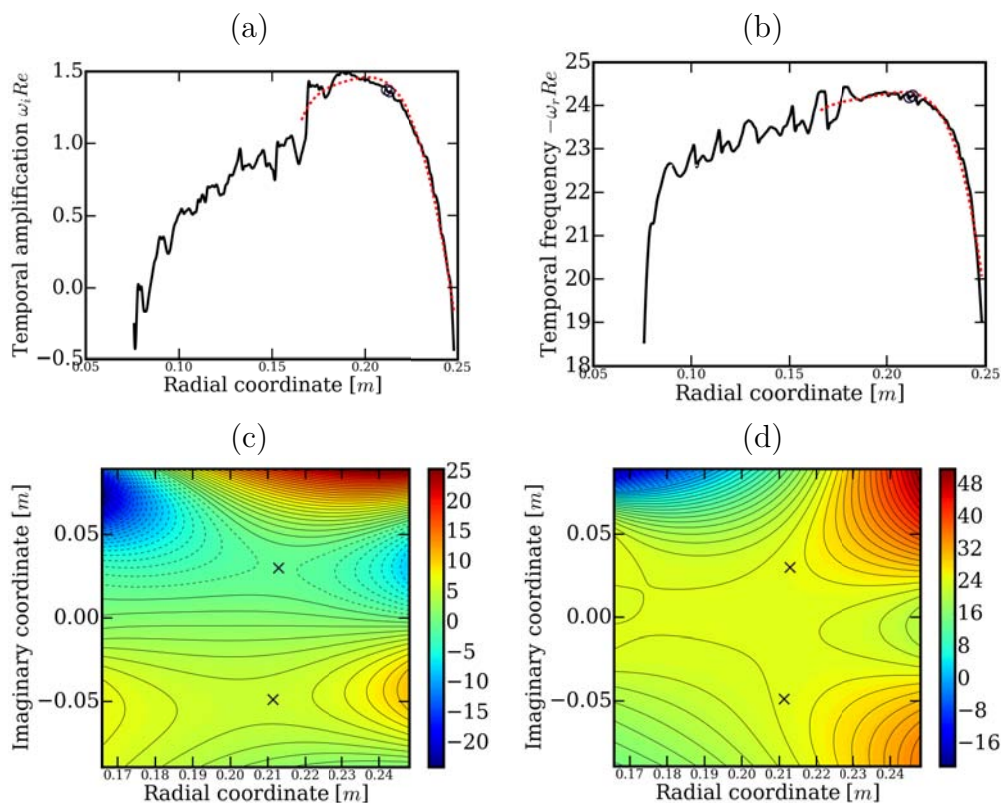 (a)
Temporal amplification ω_i Re
1.5
1.0
0.5
0.0
−0.5
0.05 0.10 0.15 0.20 0.25
Radial coordinate [m]
(b)
Temporal frequency −ω_r Re
25
24
23
22
21
20
19
18
0.05 0.10 0.15 0.20 0.25
Radial coordinate [m]
(c)
Imaginary coordinate [m]
0.05
0.00
−0.05
0.17 0.18 0.19 0.20 0.21 0.22 0.23 0.24
Radial coordinate [m]
25
20
15
10
5
0
−5
−10
−15
−20
(d)
Imaginary coordinate [m]
0.05
0.00
−0.05
0.17 0.18 0.19 0.20 0.21 0.22 0.23 0.24
Radial coordinate [m]
48
40
32
24
16
8
0
−8
−16